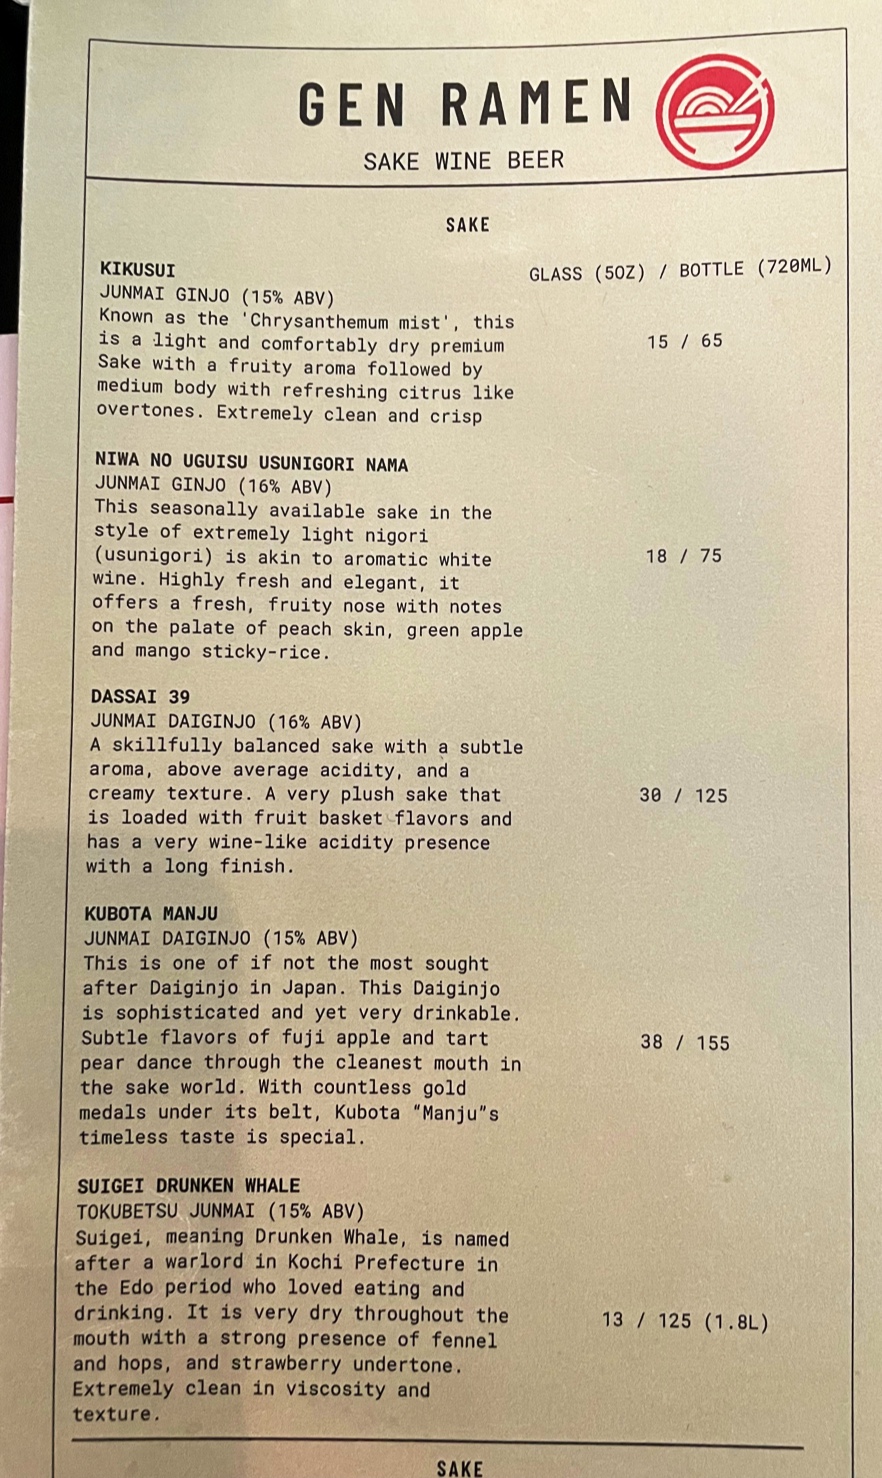 GEN RAMEN
SAKE WINE BEER
SAKE
KIKUSUI
GLASS (5OZ) / BOTTLE (720ML)
JUNMAI GINJO (15% ABV)
Known as the 'Chrysanthemum mist', this
is a light and comfortably dry premium
15 / 65
Sake with a fruity aroma followed by
medium body with refreshing citrus like
overtones. Extremely clean and crisp
NIWA NO UGUISU USUNIGORI NAMA
JUNMAI GINJO (16% ABV)
This seasonally available sake in the
style of extremely light nigori
(usunigori) is akin to aromatic white
18 / 75
wine. Highly fresh and elegant, it
offers a fresh, fruity nose with notes
on the palate of peach skin, green apple
and mango sticky-rice.
DASSAI 39
JUNMAI DAIGINJO (16% ABV)
A skillfully balanced sake with a subtle
aroma, above average acidity, and a
creamy texture. A very plush sake that
30 / 125
is loaded with fruit basket flavors and
has a very wine-like acidity presence
with a long finish.
KUBOTA MANJU
JUNMAI DAIGINJO (15% ABV)
This is one of if not the most sought
after Daiginjo in Japan. This Daiginjo
is sophisticated and yet very drinkable.
Subtle flavors of fuji apple and tart
38 / 155
pear dance through the cleanest mouth in
the sake world. With countless gold
medals under its belt, Kubota “Manju”s
timeless taste is special.
SUIGEI DRUNKEN WHALE
TOKUBETSU JUNMAI (15% ABV)
Suigei, meaning Drunken Whale, is named
after a warlord in Kochi Prefecture in
the Edo period who loved eating and
drinking. It is very dry throughout the
13 / 125 (1.8L)
mouth with a strong presence of fennel
and hops, and strawberry undertone.
Extremely clean in viscosity and
texture.
SAKE